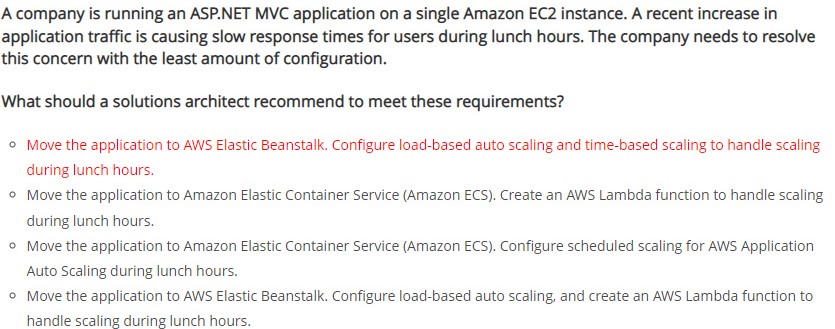 A company is running an ASP.NET MVC application on a single Amazon EC2 instance. A recent increase in
application traffic is causing slow response times for users during lunch hours. The company needs to resolve
this concern with the least amount of configuration.
What should a solutions architect recommend to meet these requirements?
Move the application to AWS Elastic Beanstalk. Configure load-based auto scaling and time-based scaling to handle scaling
during lunch hours.
Move the application to Amazon Elastic Container Service (Amazon ECS). Create an AWS Lambda function to handle scaling
during lunch hours.
Move the application to Amazon Elastic Container Service (Amazon ECS). Configure scheduled scaling for AWS Application
Auto Scaling during lunch hours.
Move the application to AWS Elastic Beanstalk. Configure load-based auto scaling, and create an AWS Lambda function to
handle scaling during lunch hours.